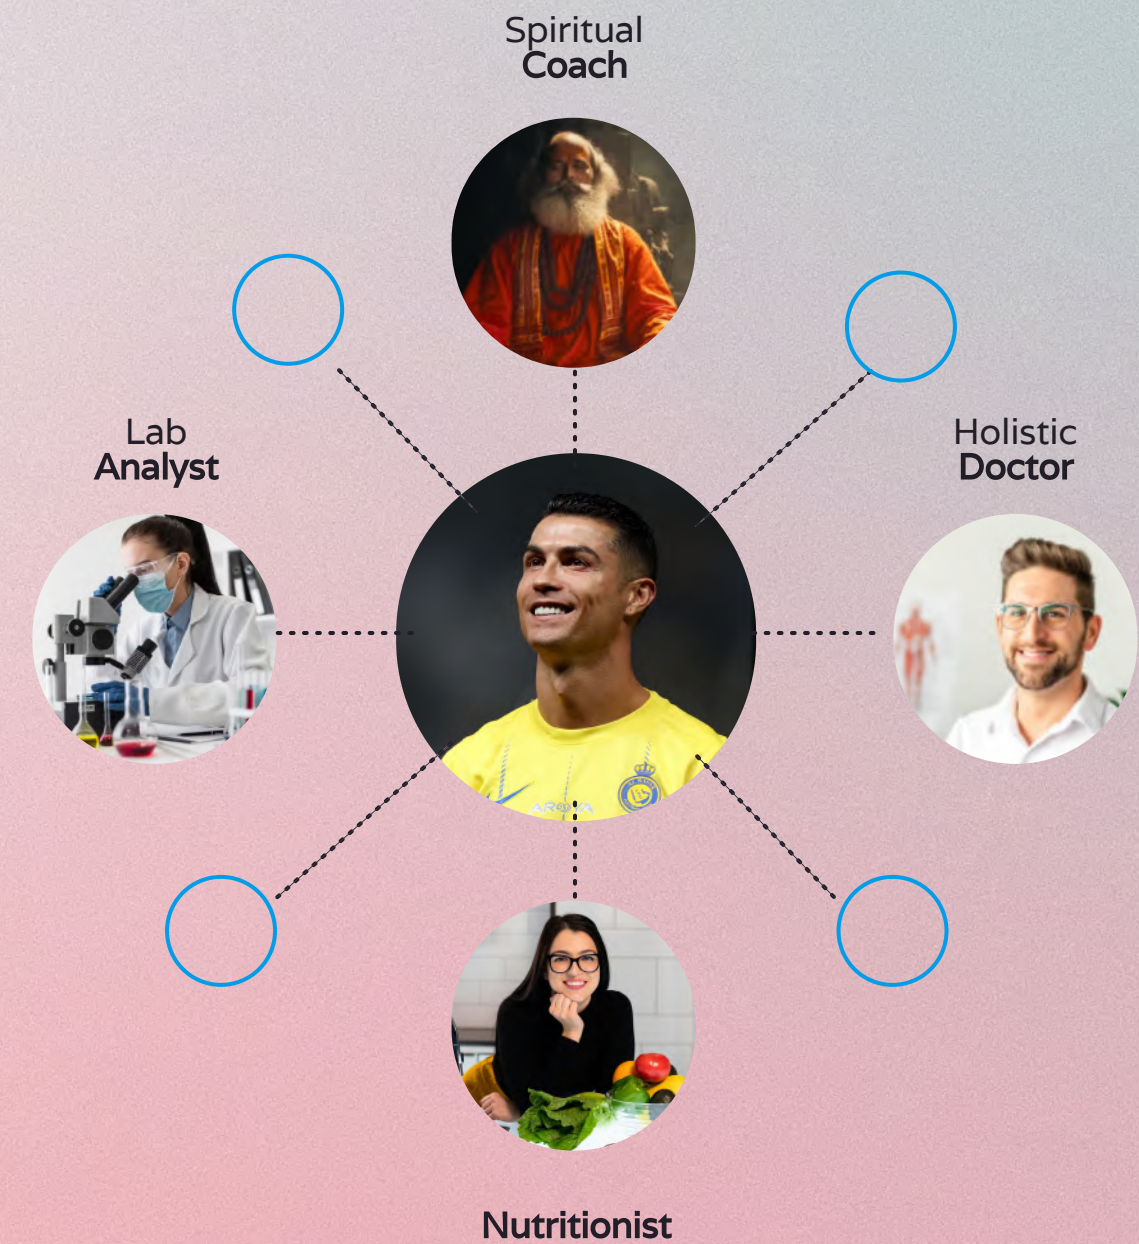 Spiritual
Coach
Lab
Analyst
Holistic
Doctor
Nutritionist